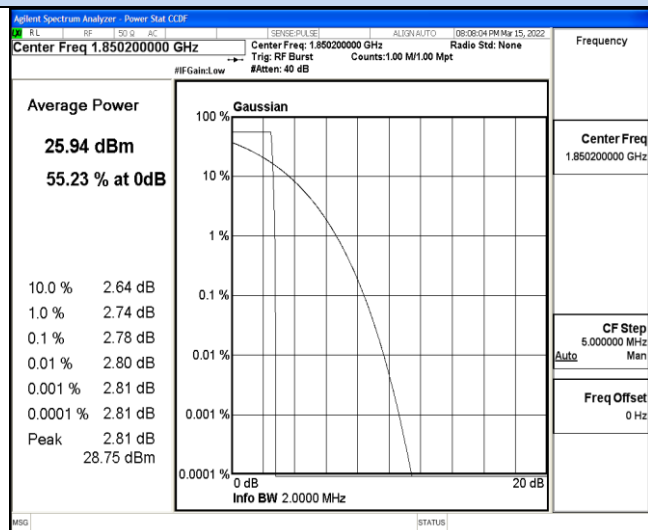 Agilent Spectrum Analyzer - Power Stat CCDF
RL RF 50 Ω AC SENSE:PULSE ALIGN AUTO 08:08:04 PM Mar 15, 2022
Center Freq 1.850200000 GHz
Center Freq: 1.850200000 GHz Radio Std: None
Trig: RF Burst Counts:1.00 M/1.00 Mpt
#IFGain:Low #Atten: 40 dB
Frequency
Average Power
25.94 dBm
55.23 % at 0dB
10.0 % 2.64 dB
1.0 % 2.74 dB
0.1 % 2.78 dB
0.01 % 2.80 dB
0.001 % 2.81 dB
0.0001 % 2.81 dB
Peak 2.81 dB
28.75 dBm
Gaussian
100 %
10 %
1 %
0.1 %
0.01 %
0.001 %
0.0001 %
0 dB 20 dB
Info BW 2.0000 MHz
Center Freq
1.850200000 GHz
CF Step
5.000000 MHz
Auto Man
Freq Offset
0 Hz
MSG STATUS